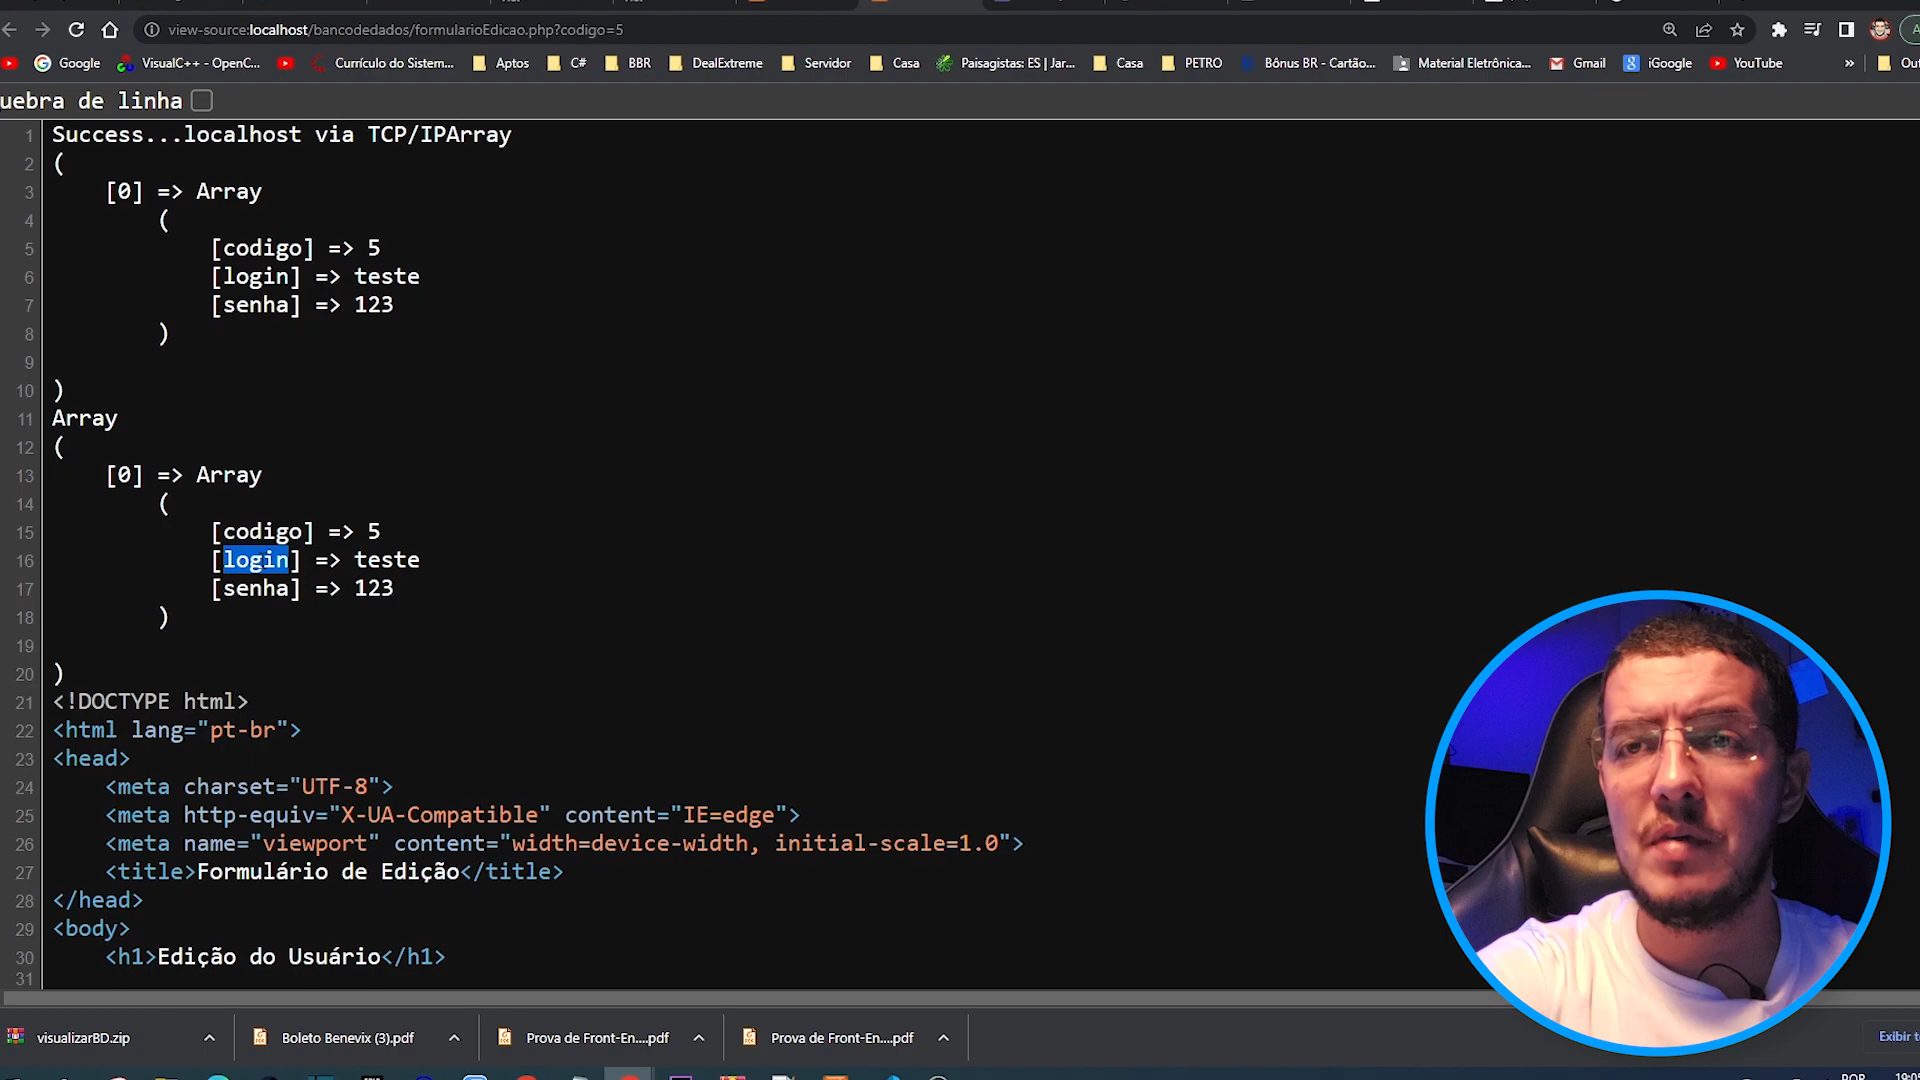 view-source:localhost/bancodedados/formularioEdicao.php?codigo=5
Google VisualC++ - OpenC... Currículo do Sistem... Aptos C# BBR DealExtreme Servidor Casa Paisagistas: ES | Jar... Casa PETRO Bônus BR - Cartão... Material Eletrônica... Gmail iGoogle YouTube » Out
uebra de linha
1 Success...localhost via TCP/IPArray
2 (
3 [0] => Array
4 (
5 [codigo] => 5
6 [login] => teste
7 [senha] => 123
8 )
9
10 )
11 Array
12 (
13 [0] => Array
14 (
15 [codigo] => 5
16 [login] => teste
17 [senha] => 123
18 )
19
20 )
21 <!DOCTYPE html>
22 <html lang="pt-br">
23 <head>
24 <meta charset="UTF-8">
25 <meta http-equiv="X-UA-Compatible" content="IE=edge">
26 <meta name="viewport" content="width=device-width, initial-scale=1.0">
27 <title>Formulário de Edição</title>
28 </head>
29 <body>
30 <h1>Edição do Usuário</h1>
31
visualizarBD.zip Boleto Benevix (3).pdf Prova de Front-En....pdf Prova de Front-En....pdf Exibir t
POR 19:05